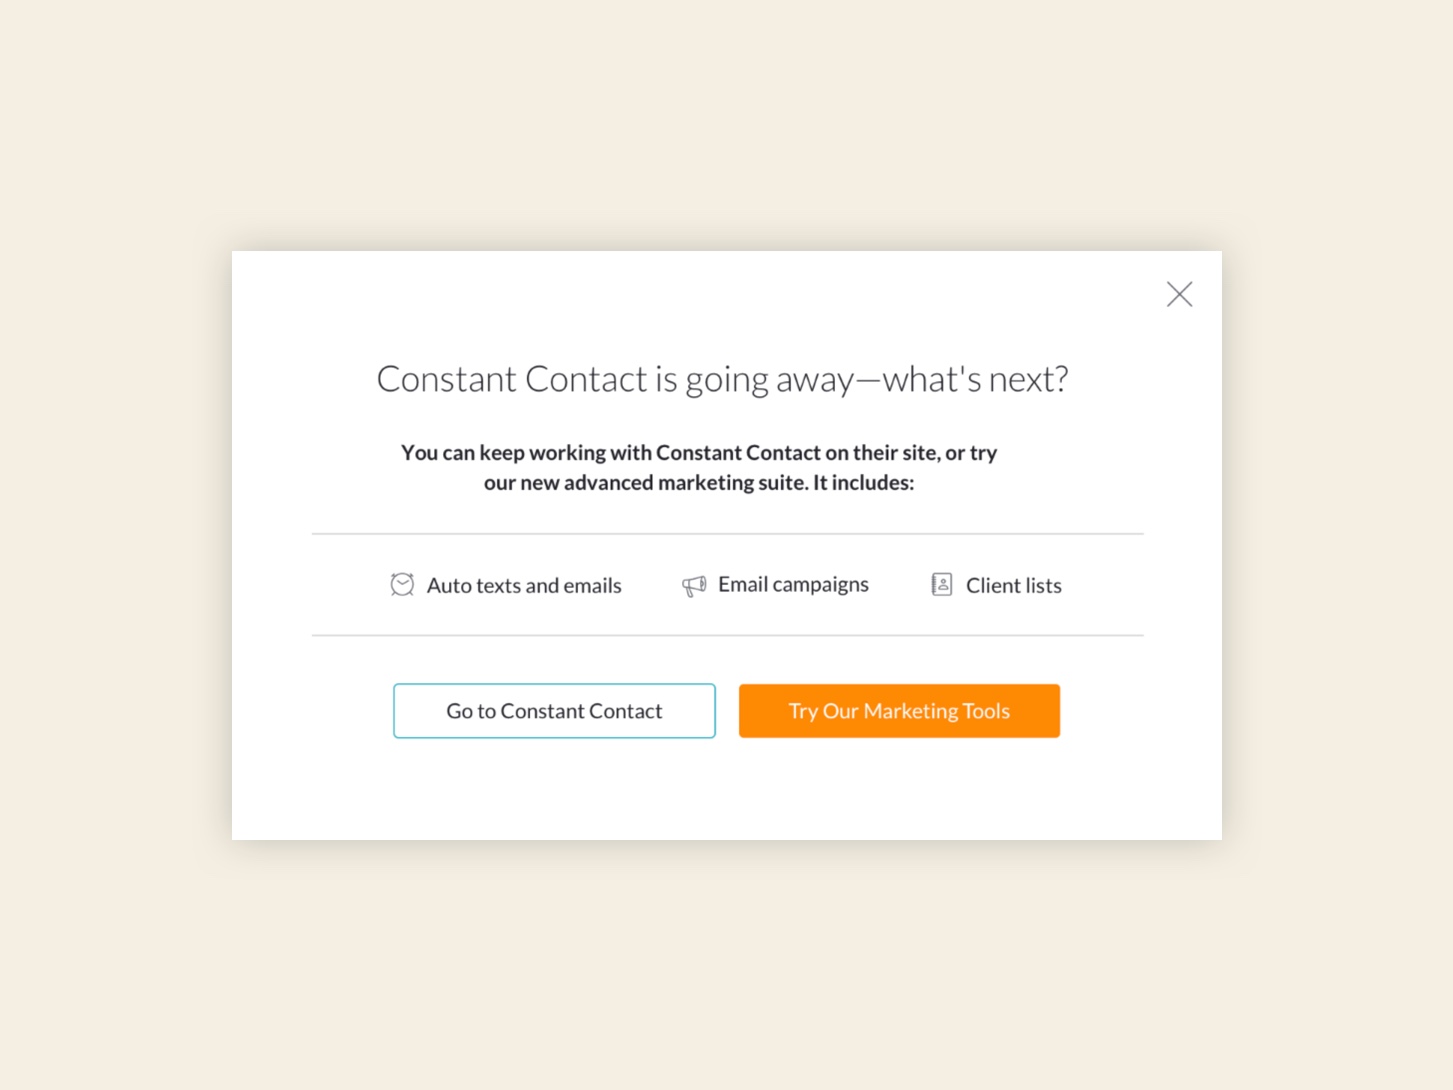 Constant Contact is going away—what's next?
You can keep working with Constant Contact on their site, or try
our new advanced marketing suite. It includes:
Auto texts and emails
Email campaigns
Client lists
Go to Constant Contact
Try Our Marketing Tools